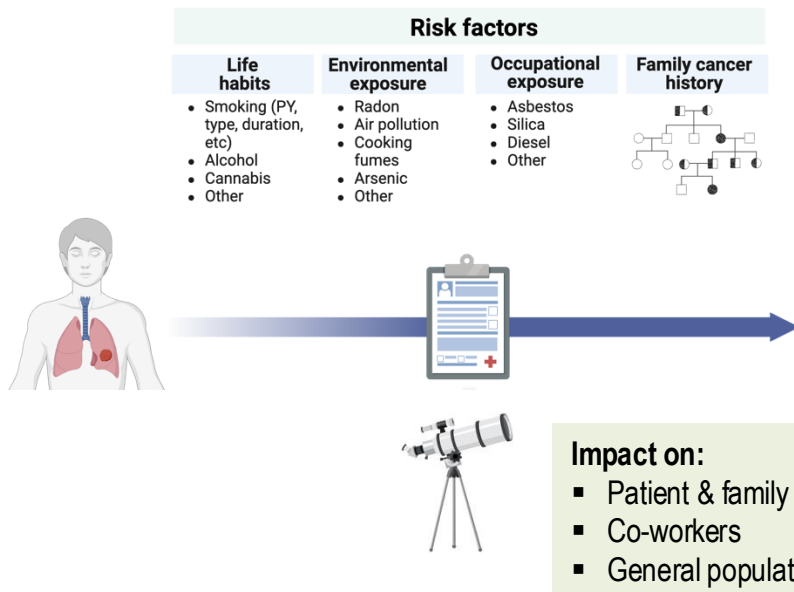 Risk factors
Life
habits
• Smoking (PY,
type, duration,
etc)
• Alcohol
• Cannabis
• Other
Environmental
exposure
• Radon
• Air pollution
• Cooking
fumes
• Arsenic
• Other
Occupational
exposure
• Asbestos
• Silica
• Diesel
• Other
Family cancer
history
Impact on:
▪ Patient & family
▪ Co-workers
▪ General populat